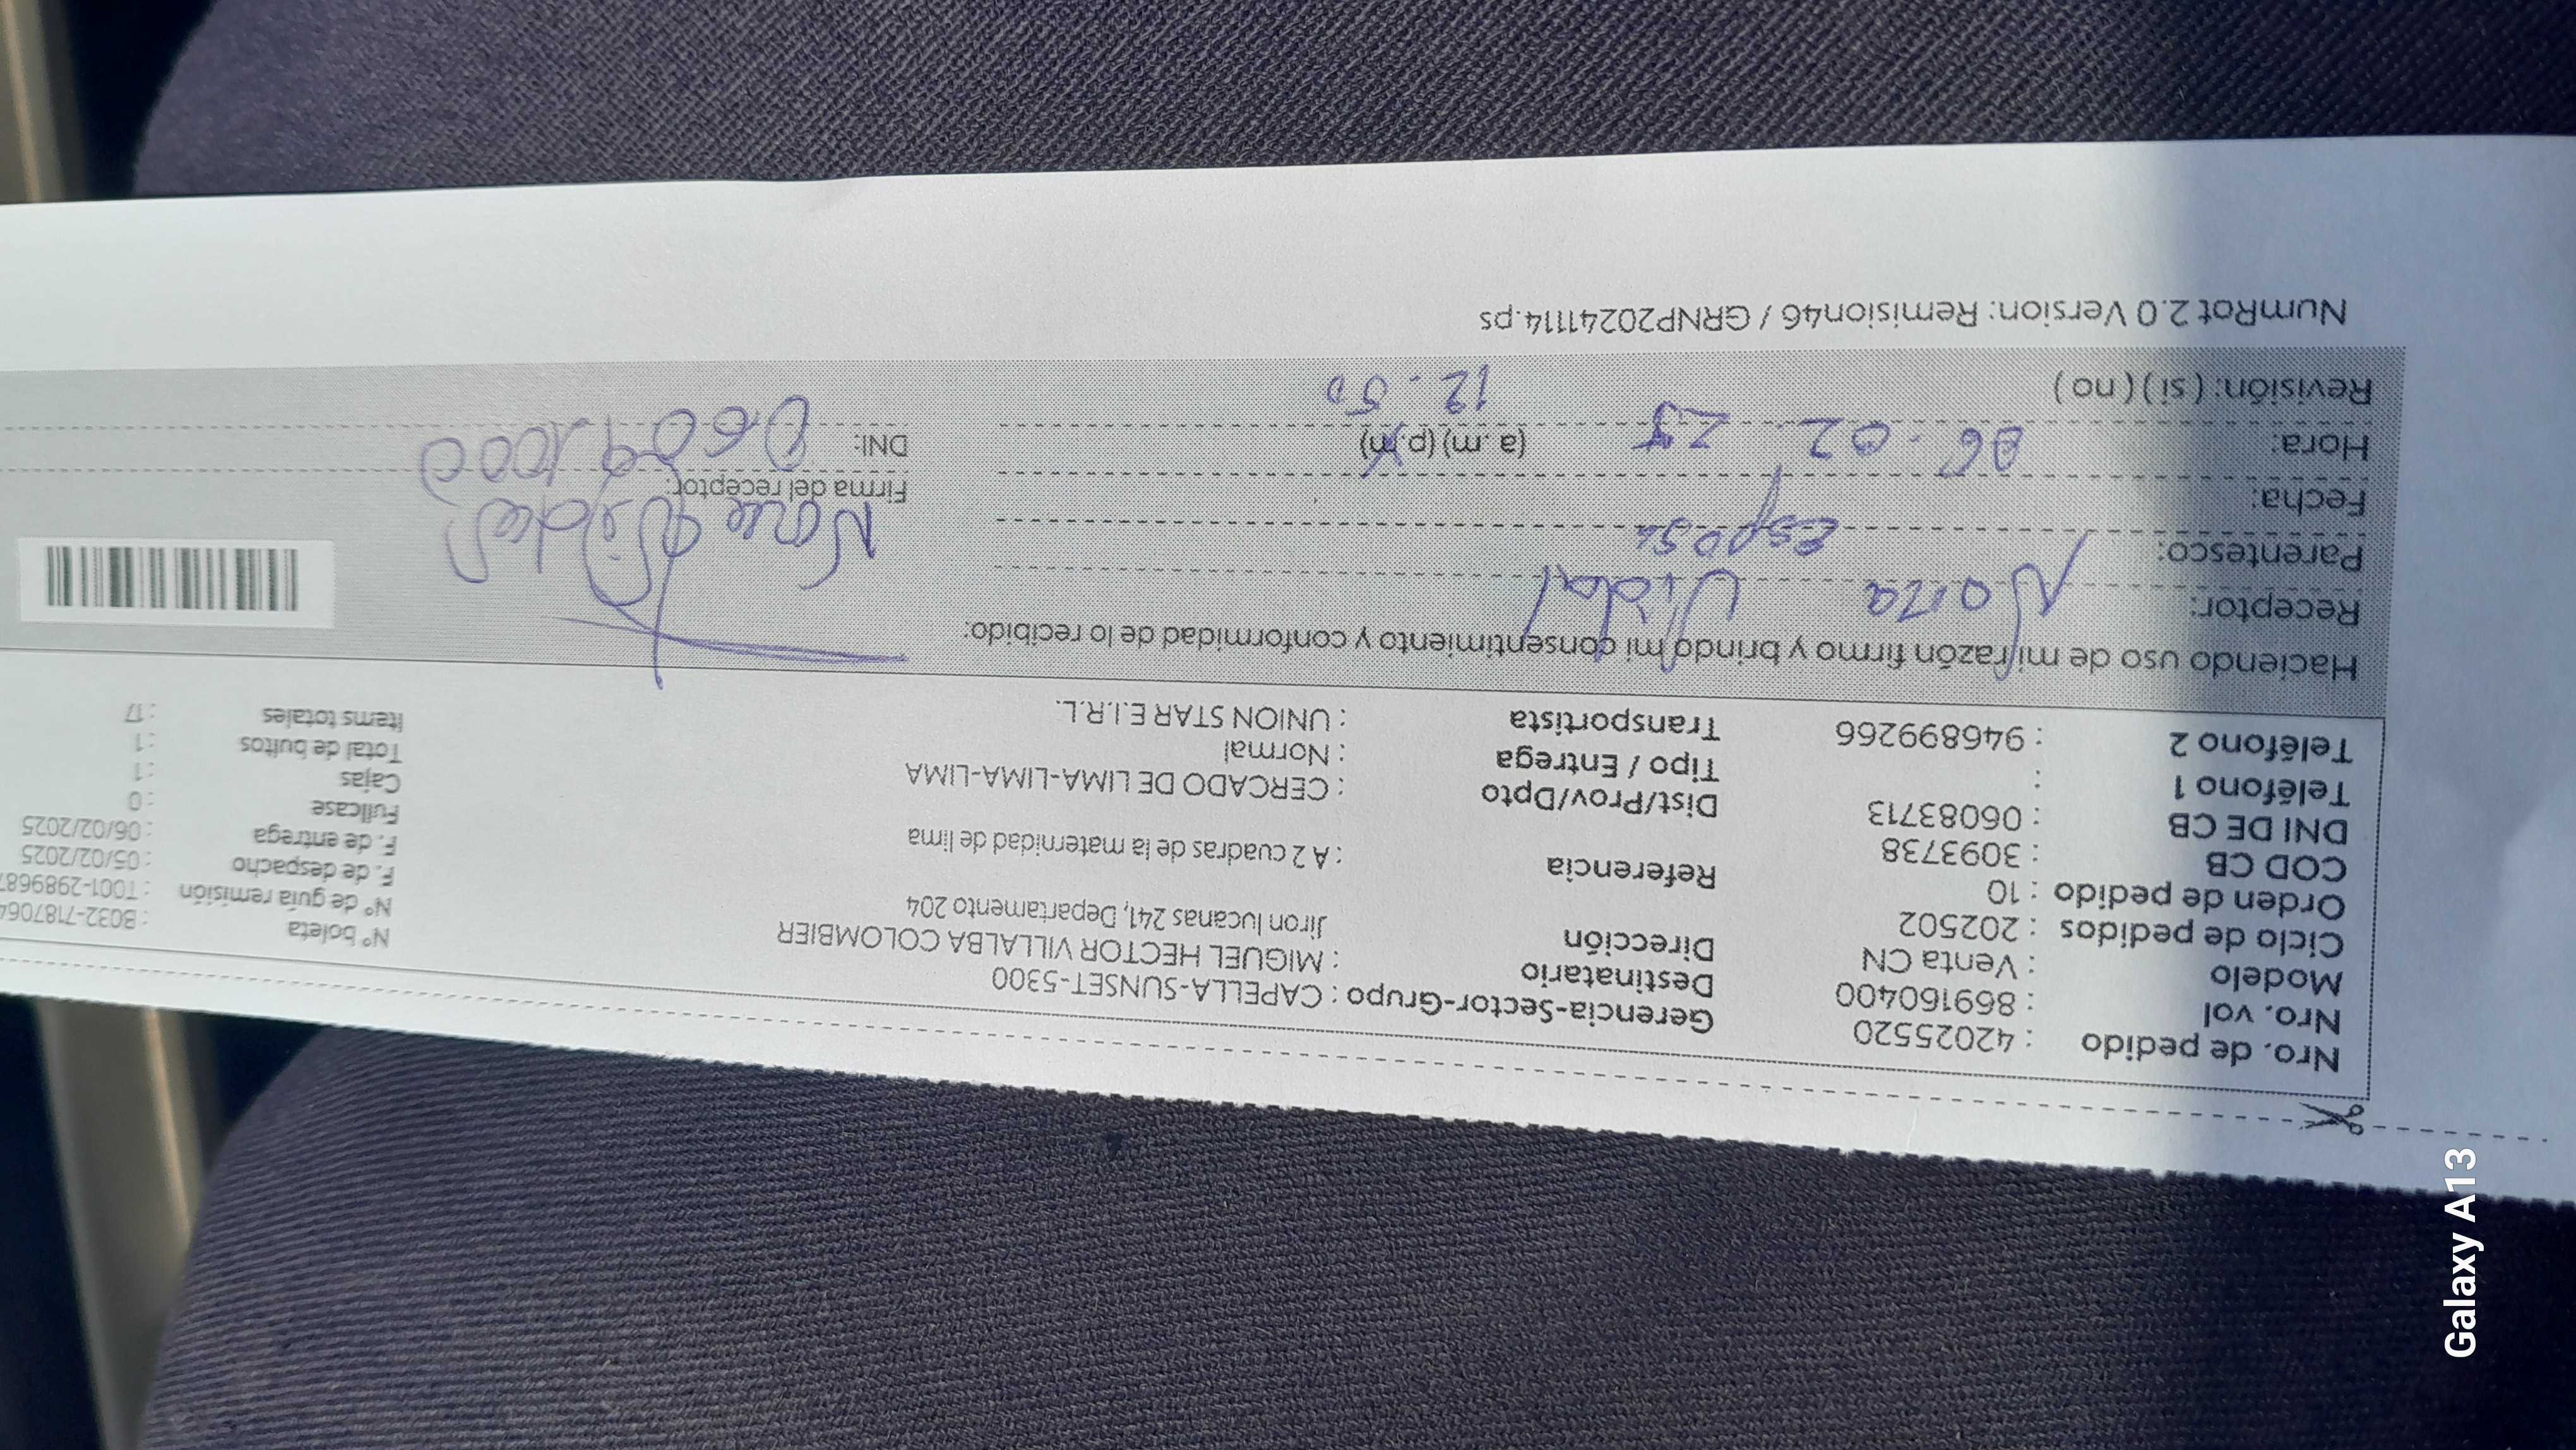 Nro. de pedido : 42025520
Nro. vol : 869160400
Modelo : Venta CN
Ciclo de pedidos : 202502
Orden de pedido : 10
COD CB : 3093738
DNI DE CB : 06083713
Teléfono 1 :
Teléfono 2 : 946899266
Gerencia-Sector-Grupo : CAPELLA-SUNSET-5300
Destinatario : MIGUEL HECTOR VILLALBA COLOMBIER
Dirección Jiron lucanas 241, Departamento 204
Referencia : A 2 cuadras de la maternidad de lima
Dist/Prov/Dpto : CERCADO DE LIMA-LIMA-LIMA
Tipo / Entrega : Normal
Transportista : UNION STAR E.I.R.L.
N° boleta : B032-7187064
N° de guía remisión : T001-2989687
F. de despacho : 05/02/2025
F. de entrega : 06/02/2025
Fullcase : 0
Cajas : 1
Total de bultos : 1
Items totales : 17
Haciendo uso de mi razón firmo y brindo mi consentimiento y conformidad de lo recibido:
Receptor: Nora Vidal
Parentesco: esposa
Fecha: 06-02-25
Hora: 12.50 (a.m) (p.m)
Revisión: ( si ) ( no )
Firma del receptor:
DNI:
NumRot 2.0 Version: Remision46 / GRNP20241114.ps
Galaxy A13